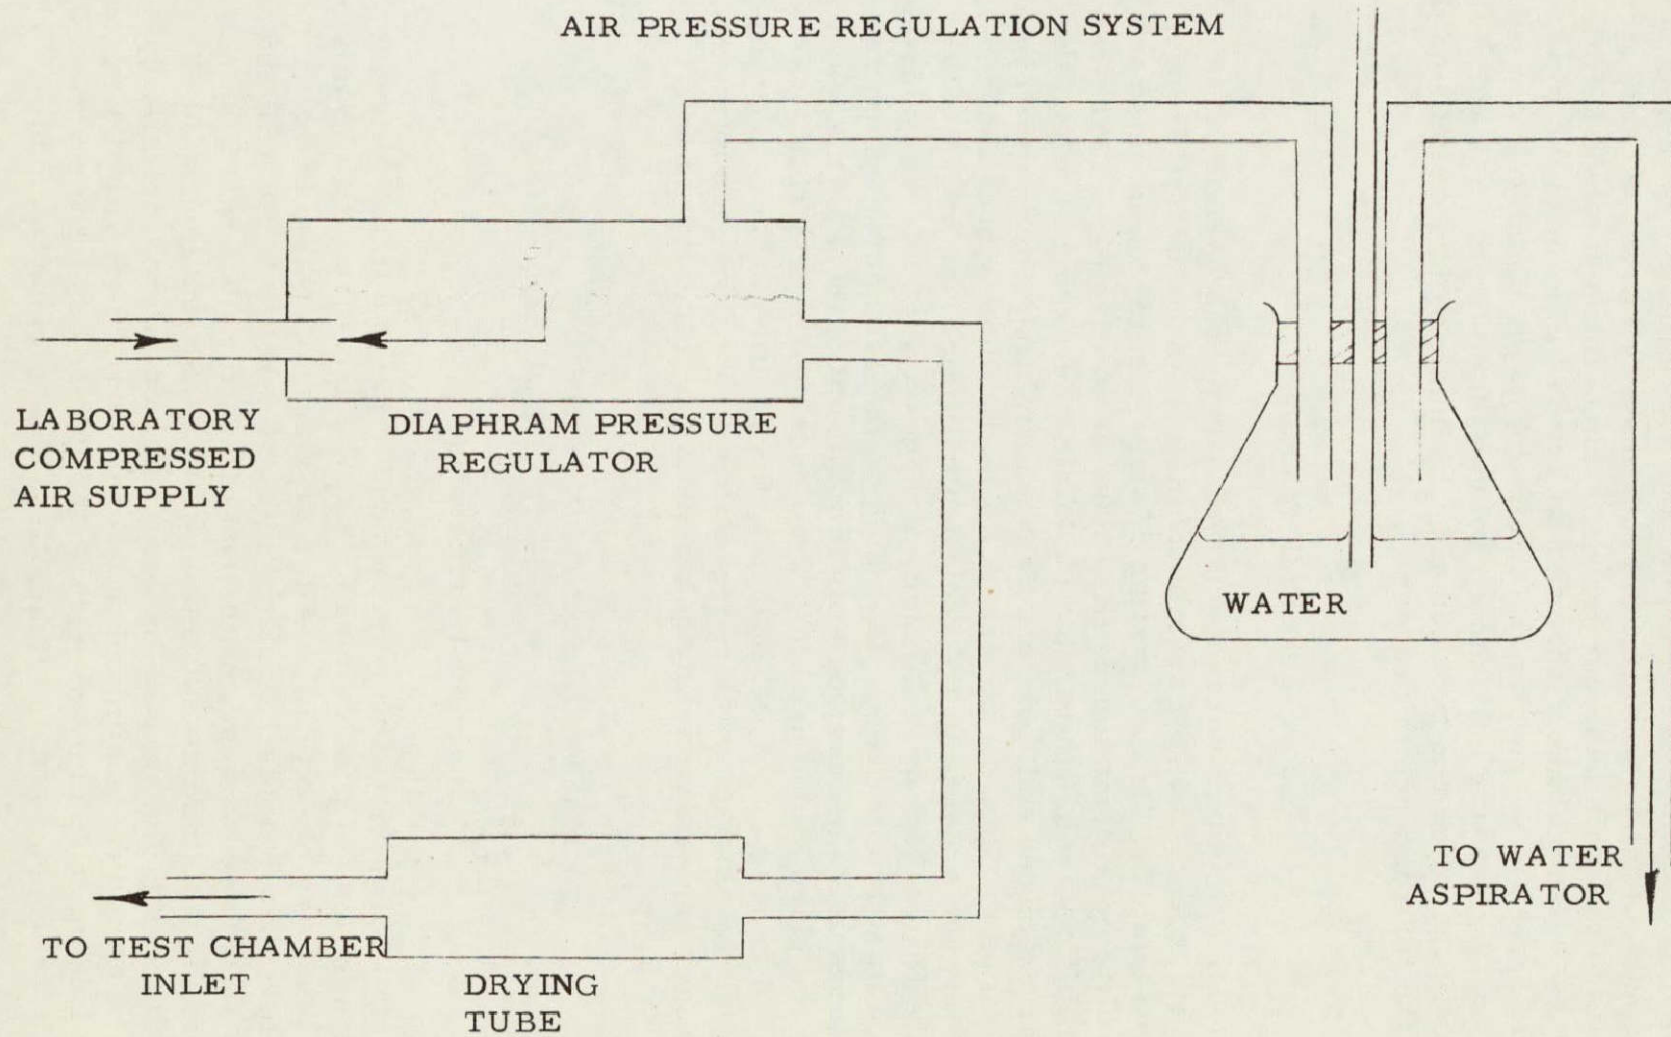 AIR PRESSURE REGULATION SYSTEM
LABORATORY
COMPRESSED
AIR SUPPLY
DIAPHRAM PRESSURE
REGULATOR
WATER
TO WATER
ASPIRATOR
TO TEST CHAMBER
INLET
DRYING
TUBE